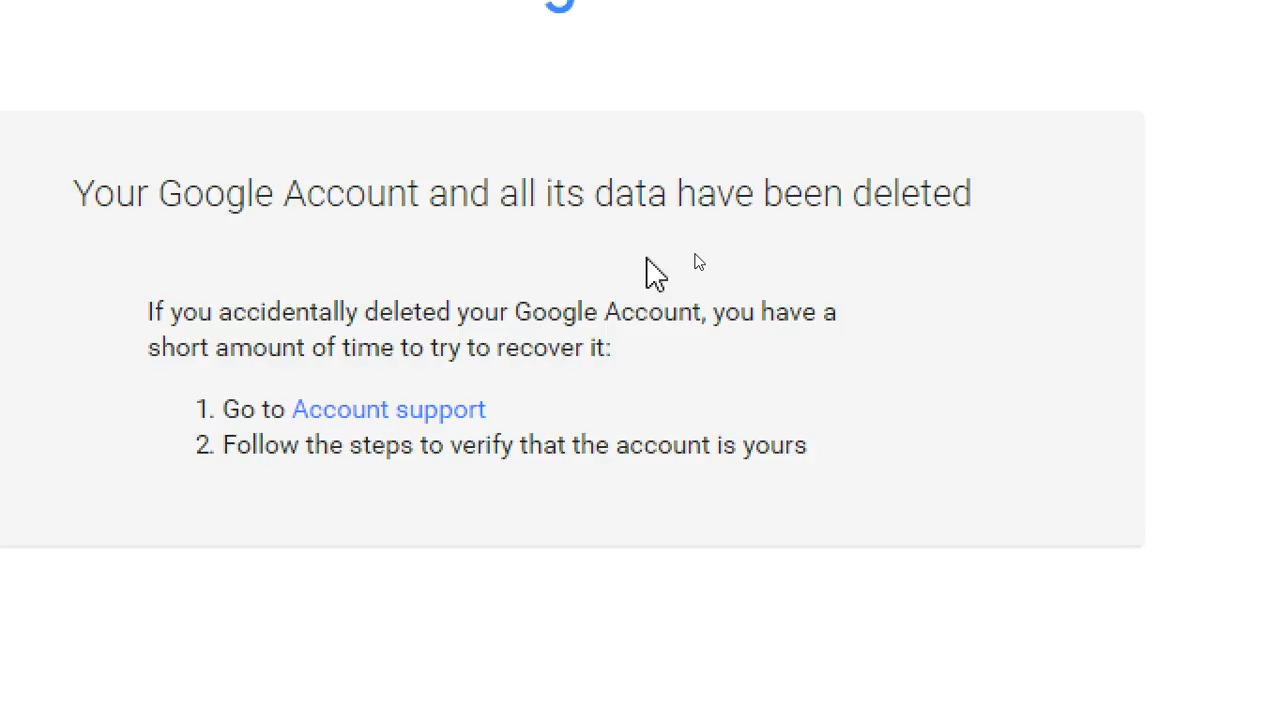 Your Google Account and all its data have been deleted
If you accidentally deleted your Google Account, you have a
short amount of time to try to recover it:
1. Go to Account support
2. Follow the steps to verify that the account is yours